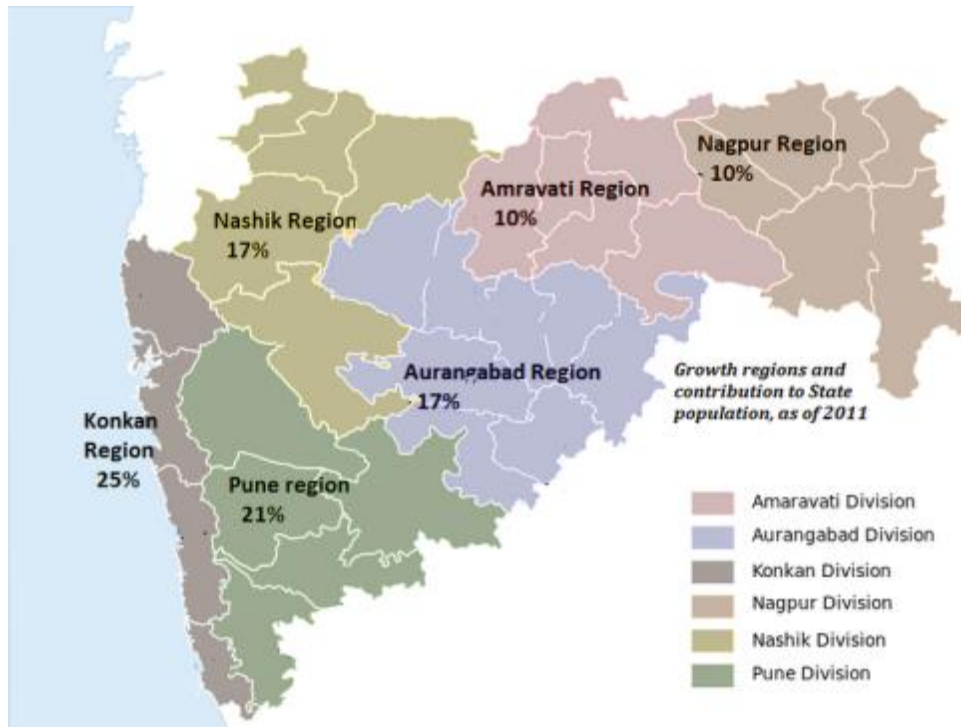 Nagpur Region
- 10%
Amravati Region
10%
Nashik Region
17%
Aurangabad Region
- 17%
Growth regions and
contribution to State
population, as of 2011
Konkan
Region
25%
Pune region
21%
Amaravati Division
Aurangabad Division
Konkan Division
Nagpur Division
Nashik Division
Pune Division